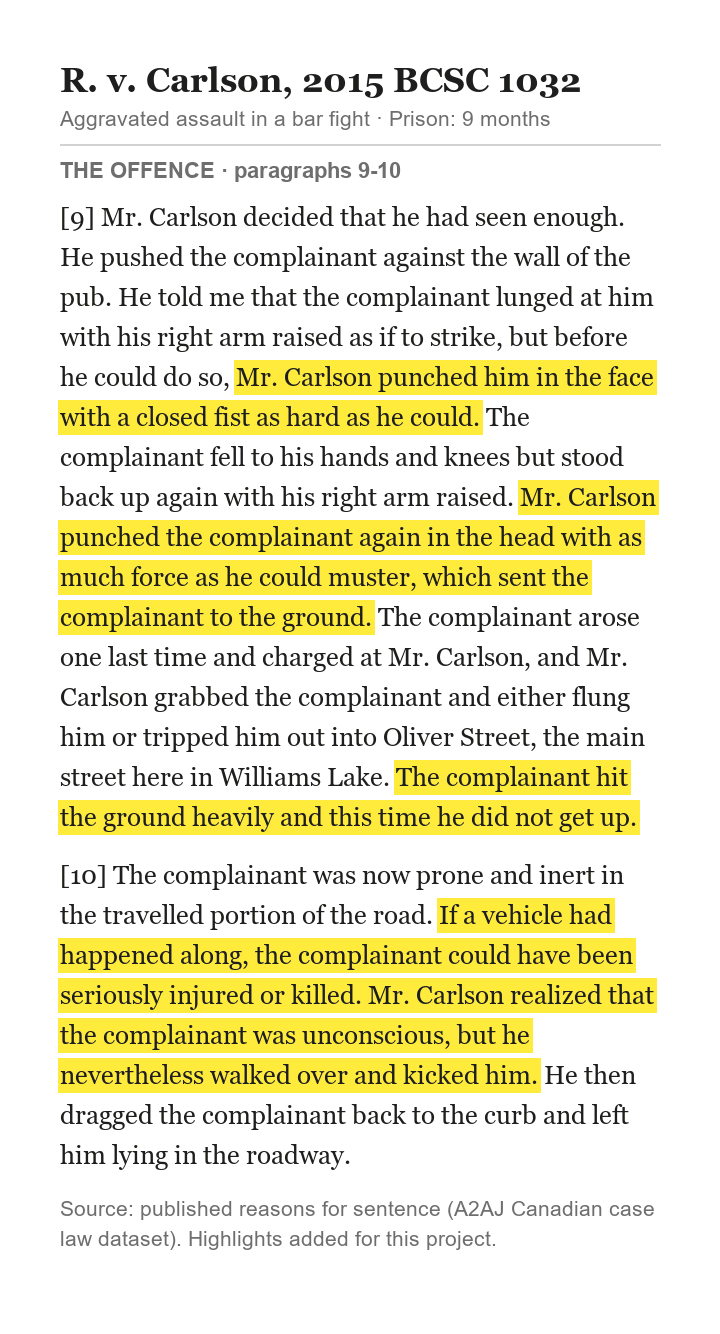 R. v. Carlson, 2015 BCSC 1032
Aggravated assault in a bar fight · Prison: 9 months
THE OFFENCE · paragraphs 9-10
[9] Mr. Carlson decided that he had seen enough.
He pushed the complainant against the wall of the
pub. He told me that the complainant lunged at him
with his right arm raised as if to strike, but before
he could do so, Mr. Carlson punched him in the face
with a closed fist as hard as he could. The
complainant fell to his hands and knees but stood
back up again with his right arm raised. Mr. Carlson
punched the complainant again in the head with as
much force as he could muster, which sent the
complainant to the ground. The complainant arose
one last time and charged at Mr. Carlson, and Mr.
Carlson grabbed the complainant and either flung
him or tripped him out into Oliver Street, the main
street here in Williams Lake. The complainant hit
the ground heavily and this time he did not get up.
[10] The complainant was now prone and inert in
the travelled portion of the road. If a vehicle had
happened along, the complainant could have been
seriously injured or killed. Mr. Carlson realized that
the complainant was unconscious, but he
nevertheless walked over and kicked him. He then
dragged the complainant back to the curb and left
him lying in the roadway.
Source: published reasons for sentence (A2AJ Canadian case
law dataset). Highlights added for this project.